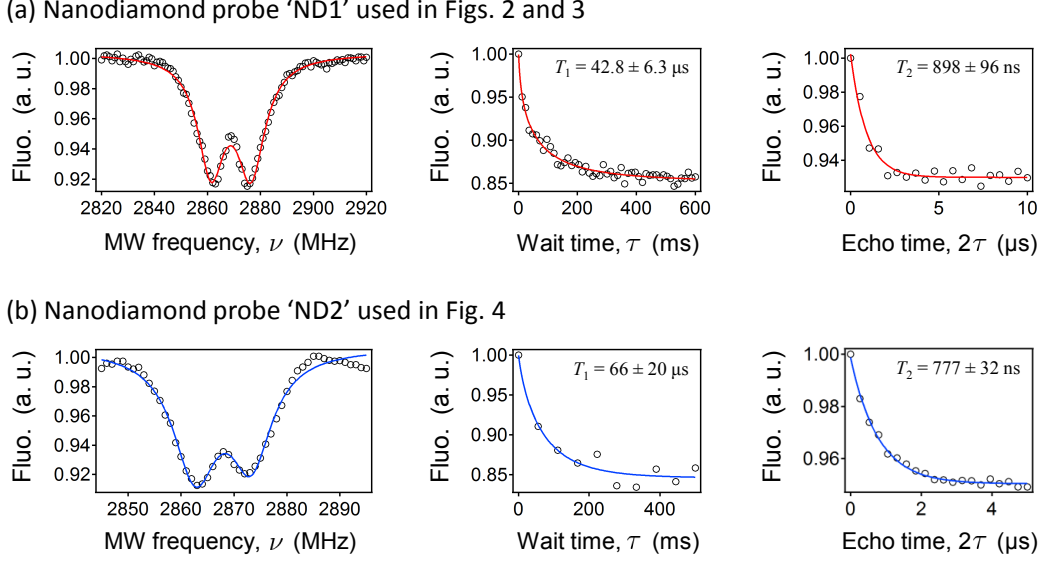 (a) Nanodiamond probe ‘ND1’ used in Figs. 2 and 3
Fluo. (a. u.)
1.00
0.98
0.96
0.94
0.92
2820 2840 2860 2880 2900 2920
MW frequency, ν (MHz)
Fluo. (a. u.)
1.00
0.95
0.90
0.85
T1 = 42.8 ± 6.3 µs
0 200 400 600
Wait time, τ (ms)
Fluo. (a. u.)
1.00
0.98
0.96
0.94
T2 = 898 ± 96 ns
0 5 10
Echo time, 2τ (µs)
(b) Nanodiamond probe ‘ND2’ used in Fig. 4
Fluo. (a. u.)
1.00
0.98
0.96
0.94
0.92
2850 2860 2870 2880 2890
MW frequency, ν (MHz)
Fluo. (a. u.)
1.00
0.95
0.90
0.85
T1 = 66 ± 20 µs
0 200 400
Wait time, τ (ms)
Fluo. (a. u.)
1.00
0.98
0.96
T2 = 777 ± 32 ns
0 2 4
Echo time, 2τ (µs)